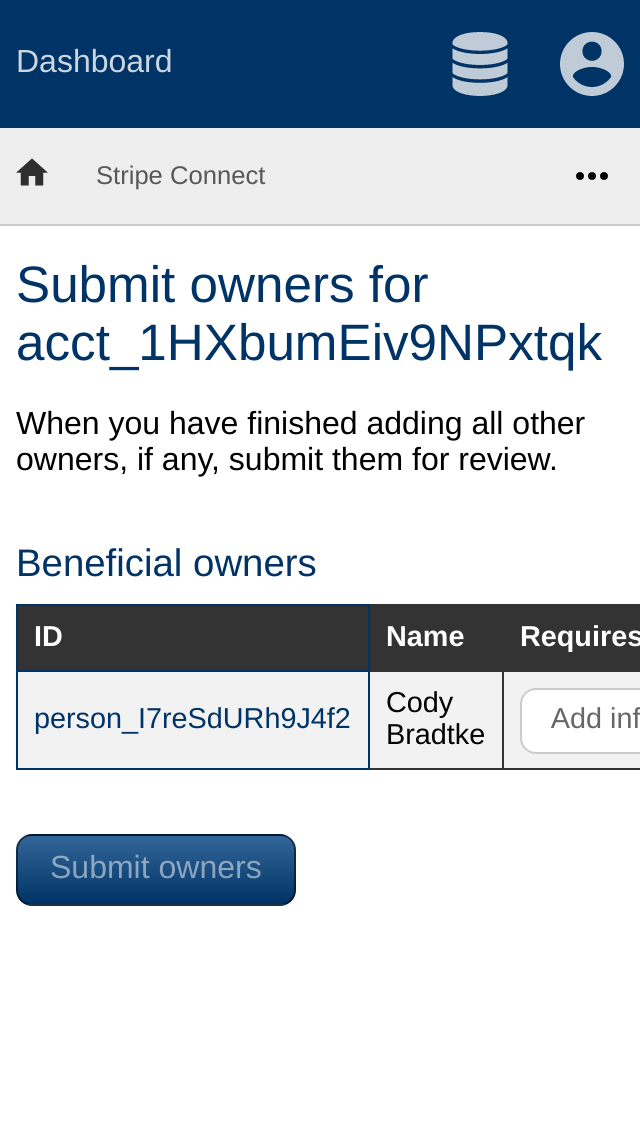 Dashboard
Stripe Connect
Submit owners for
acct_1HXbumEiv9NPxtqk
When you have finished adding all other
owners, if any, submit them for review.
Beneficial owners
ID Name Requires
person_I7reSdURh9J4f2 Cody Bradtke Add inf
Submit owners